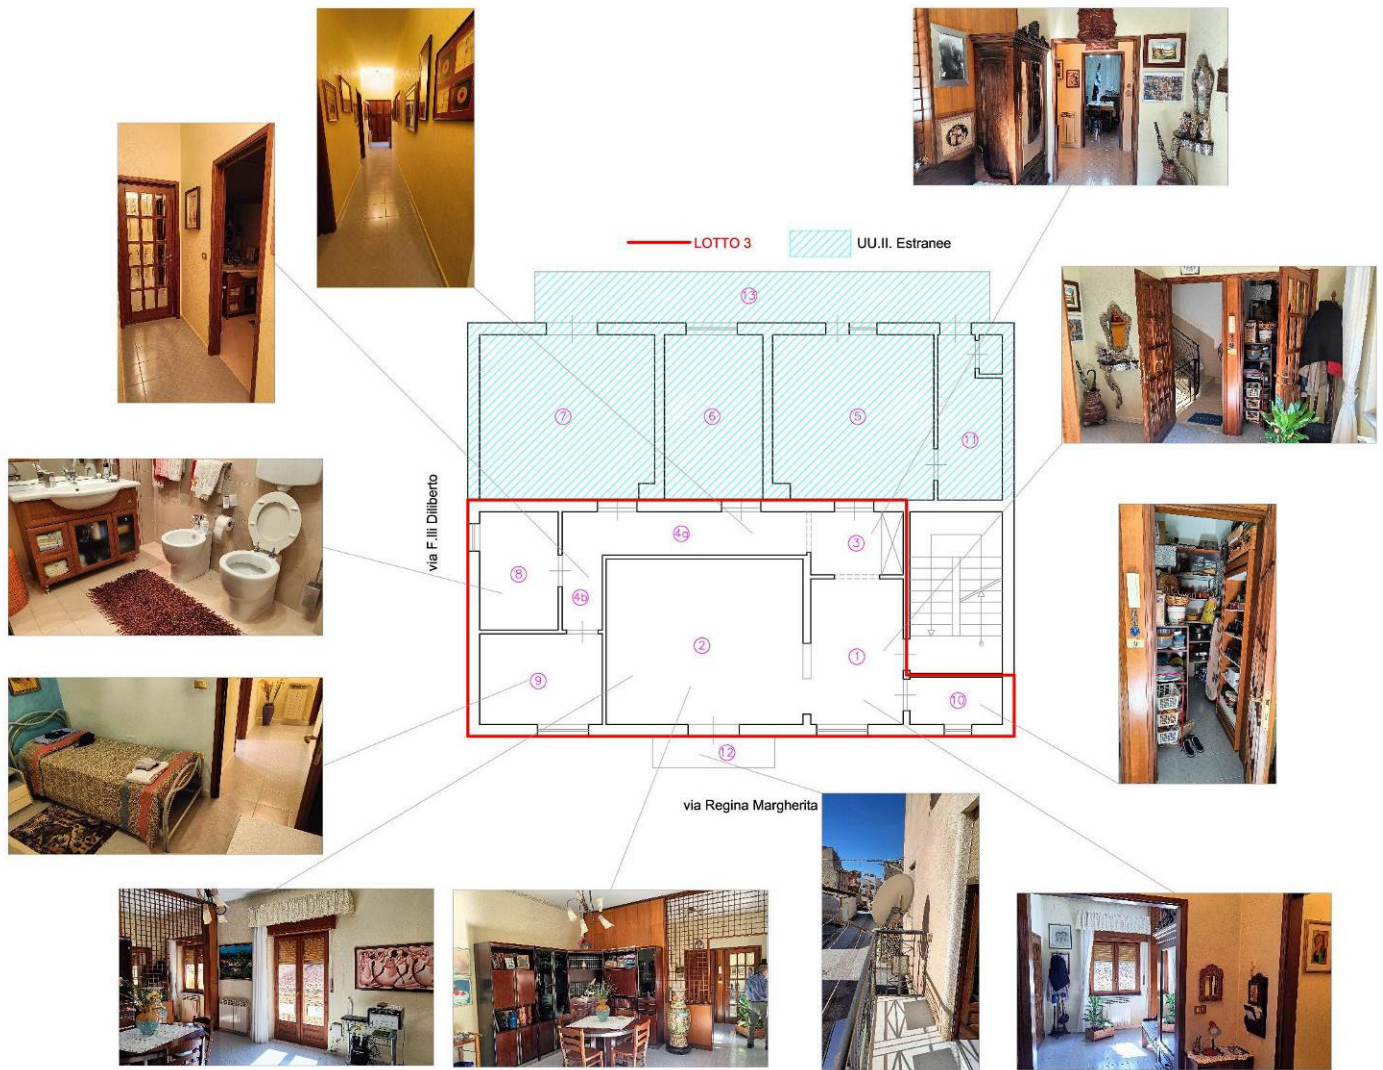 LOTTO 3
UU.II. Estranee
13
7
6
5
11
via F.lli Diliberto
4a
3
8
4b
2
1
9
10
12
via Regina Margherita